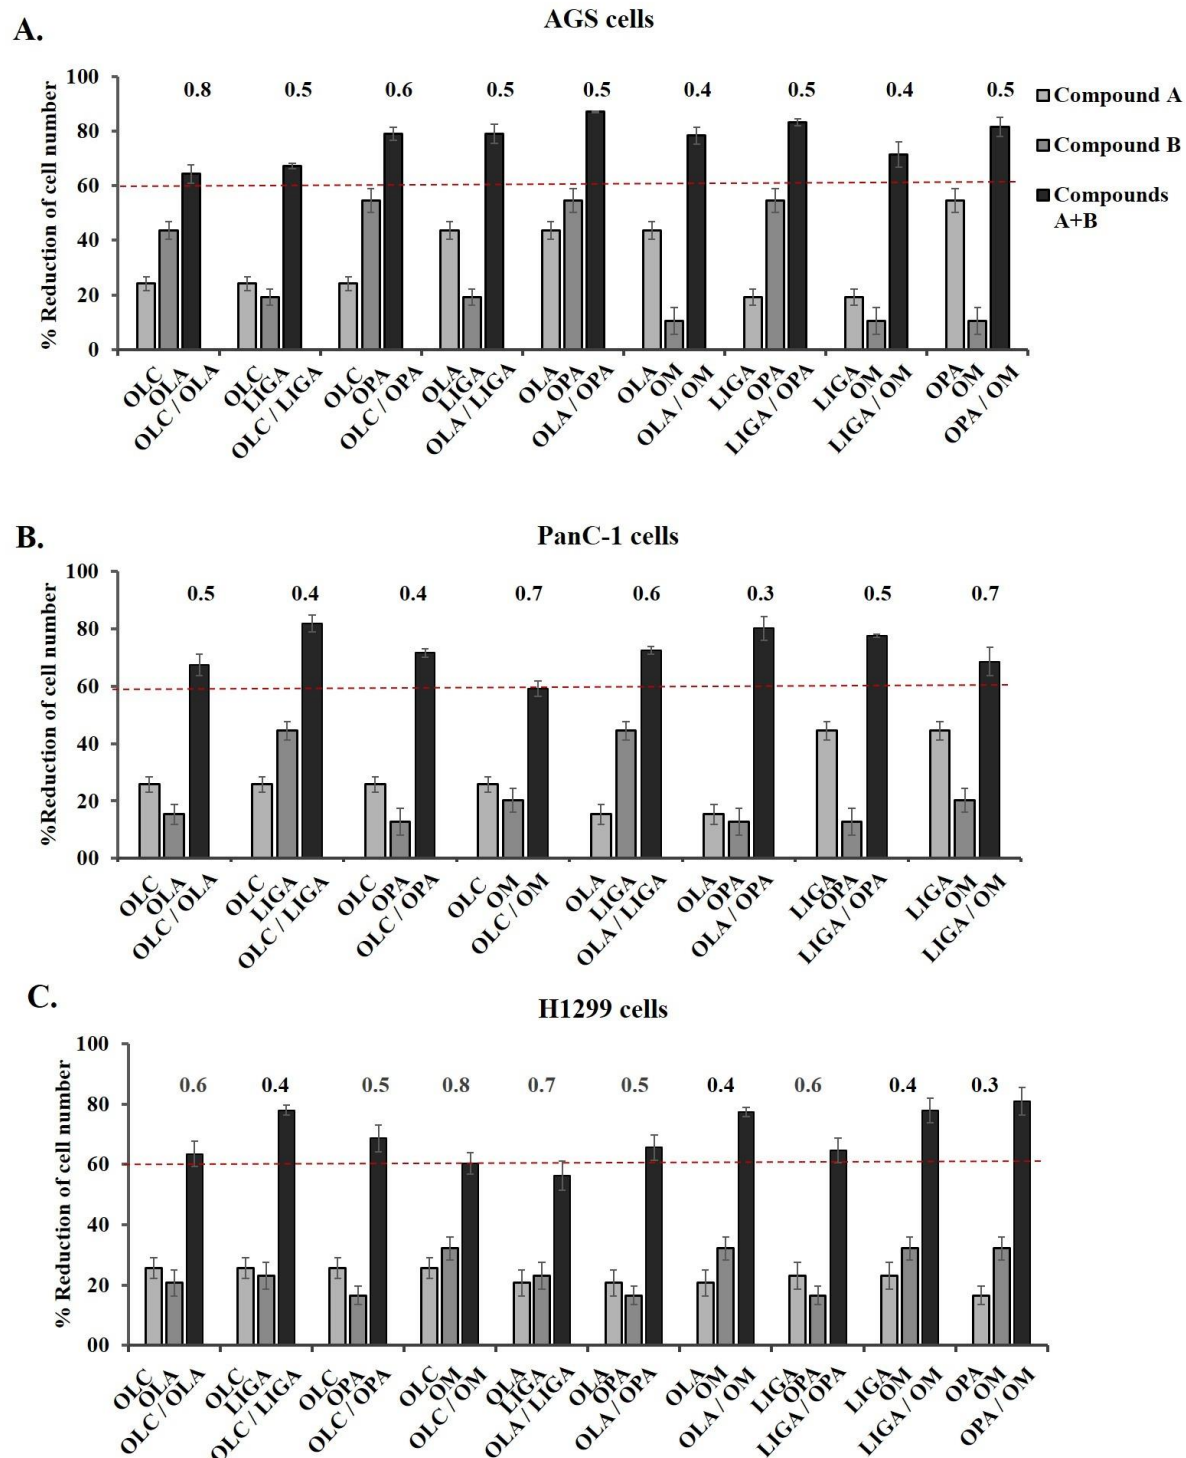 A.
AGS cells
% Reduction of cell number
100
80
60
40
20
0
0.8 0.5 0.6 0.5 0.5 0.4 0.5 0.4 0.5
Compound A
Compound B
Compounds
A+B
OLC
OLA
OLC / OLA
OLC
LIGA
OLC / LIGA
OLC
OPA
OLC / OPA
OLA
LIGA
OLA / LIGA
OLA
OPA
OLA / OPA
OLA
OM
OLA / OM
LIGA
OPA
LIGA / OPA
LIGA
OM
LIGA / OM
OPA
OM
OPA / OM
B.
PanC-1 cells
%Reduction of cell number
100
80
60
40
20
00
0.5 0.4 0.4 0.7 0.6 0.3 0.5 0.7
OLC
OLA
OLC / OLA
OLC
LIGA
OLC / LIGA
OLC
OPA
OLC / OPA
OLC
OM
OLC / OM
OLA
LIGA
OLA / LIGA
OLA
OPA
OLA / OPA
LIGA
OPA
LIGA / OPA
LIGA
OM
LIGA / OM
C.
H1299 cells
% Reduction of cell number
100
80
60
40
20
00
0.6 0.4 0.5 0.8 0.7 0.5 0.4 0.6 0.4 0.3
OLC
OLA
OLC / OLA
OLC
LIGA
OLC / LIGA
OLC
OPA
OLC / OPA
OLC
OM
OLC / OM
OLA
LIGA
OLA / LIGA
OLA
OPA
OLA / OPA
OLA
OM
OLA / OM
LIGA
OPA
LIGA / OPA
LIGA
OM
LIGA / OM
OPA
OM
OPA / OM